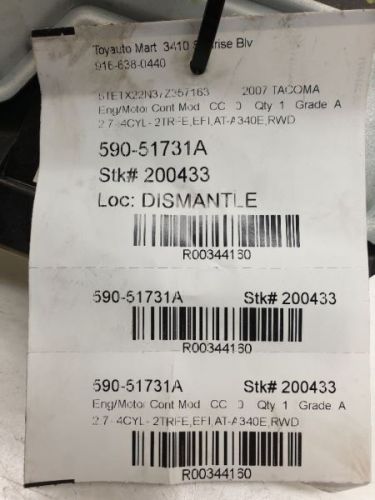 Toyauto Mart 3410 Sunrise Blv
916-638-0440
5TETX22N37Z357163 2007 TACOMA
Eng/Motor Cont Mod CC 0 Qty 1 Grade A
2.7-4CYL- 2TRFE,EFI,AT-A340E,RWD
590-51731A
Stk# 200433
Loc: DISMANTLE
R00344160
590-51731A Stk# 200433
R00344160
590-51731A Stk# 200433
Eng/Motor Cont Mod CC 0 Qty 1 Grade A
2.7-4CYL- 2TRFE,EFI,AT-A340E,RWD
R00344160